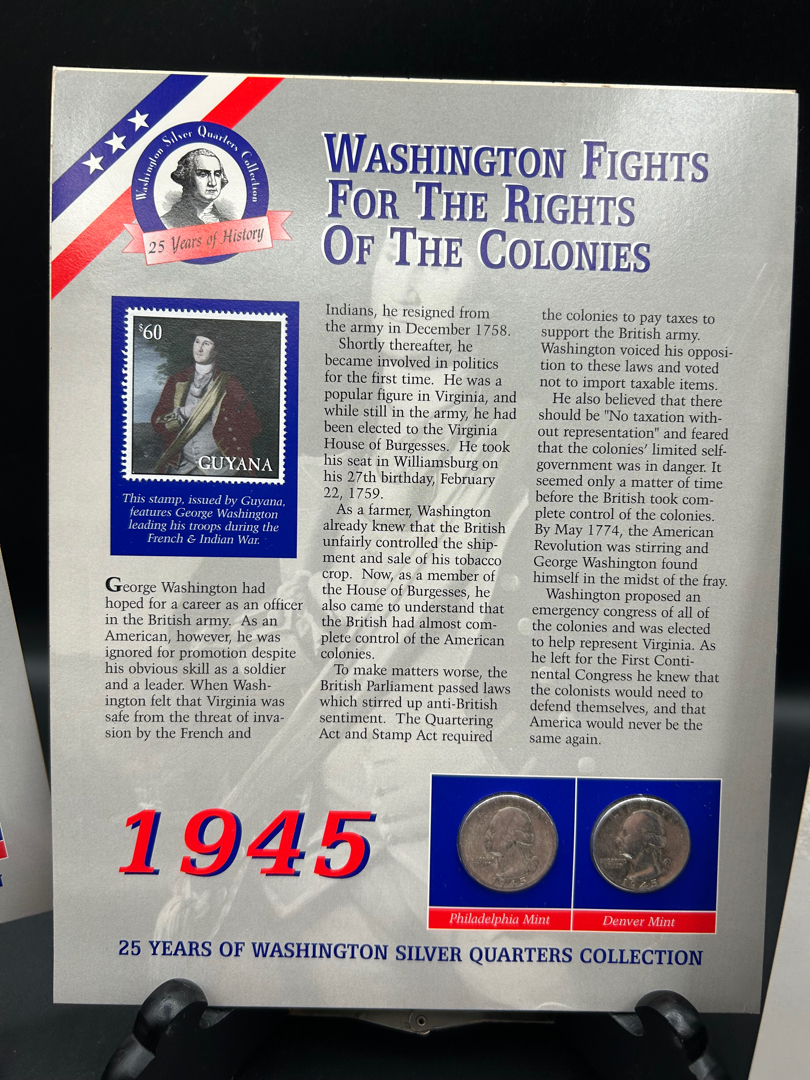 Washington Silver Quarters Collection
25 Years of History
WASHINGTON FIGHTS
FOR THE RIGHTS
OF THE COLONIES
$60
GUYANA
This stamp, issued by Guyana,
features George Washington
leading his troops during the
French & Indian War.
George Washington had
hoped for a career as an officer
in the British army. As an
American, however, he was
ignored for promotion despite
his obvious skill as a soldier
and a leader. When Wash-
ington felt that Virginia was
safe from the threat of inva-
sion by the French and
Indians, he resigned from
the army in December 1758.
Shortly thereafter, he
became involved in politics
for the first time. He was a
popular figure in Virginia, and
while still in the army, he had
been elected to the Virginia
House of Burgesses. He took
his seat in Williamsburg on
his 27th birthday, February
22, 1759.
As a farmer, Washington
already knew that the British
unfairly controlled the ship-
ment and sale of his tobacco
crop. Now, as a member of
the House of Burgesses, he
also came to understand that
the British had almost com-
plete control of the American
colonies.
To make matters worse, the
British Parliament passed laws
which stirred up anti-British
sentiment. The Quartering
Act and Stamp Act required
the colonies to pay taxes to
support the British army.
Washington voiced his opposi-
tion to these laws and voted
not to import taxable items.
He also believed that there
should be "No taxation with-
out representation" and feared
that the colonies' limited self-
government was in danger. It
seemed only a matter of time
before the British took com-
plete control of the colonies.
By May 1774, the American
Revolution was stirring and
George Washington found
himself in the midst of the fray.
Washington proposed an
emergency congress of all of
the colonies and was elected
to help represent Virginia. As
he left for the First Conti-
nental Congress he knew that
the colonists would need to
defend themselves, and that
America would never be the
same again.
1945
1945
1945
Philadelphia Mint
Denver Mint
25 YEARS OF WASHINGTON SILVER QUARTERS COLLECTION